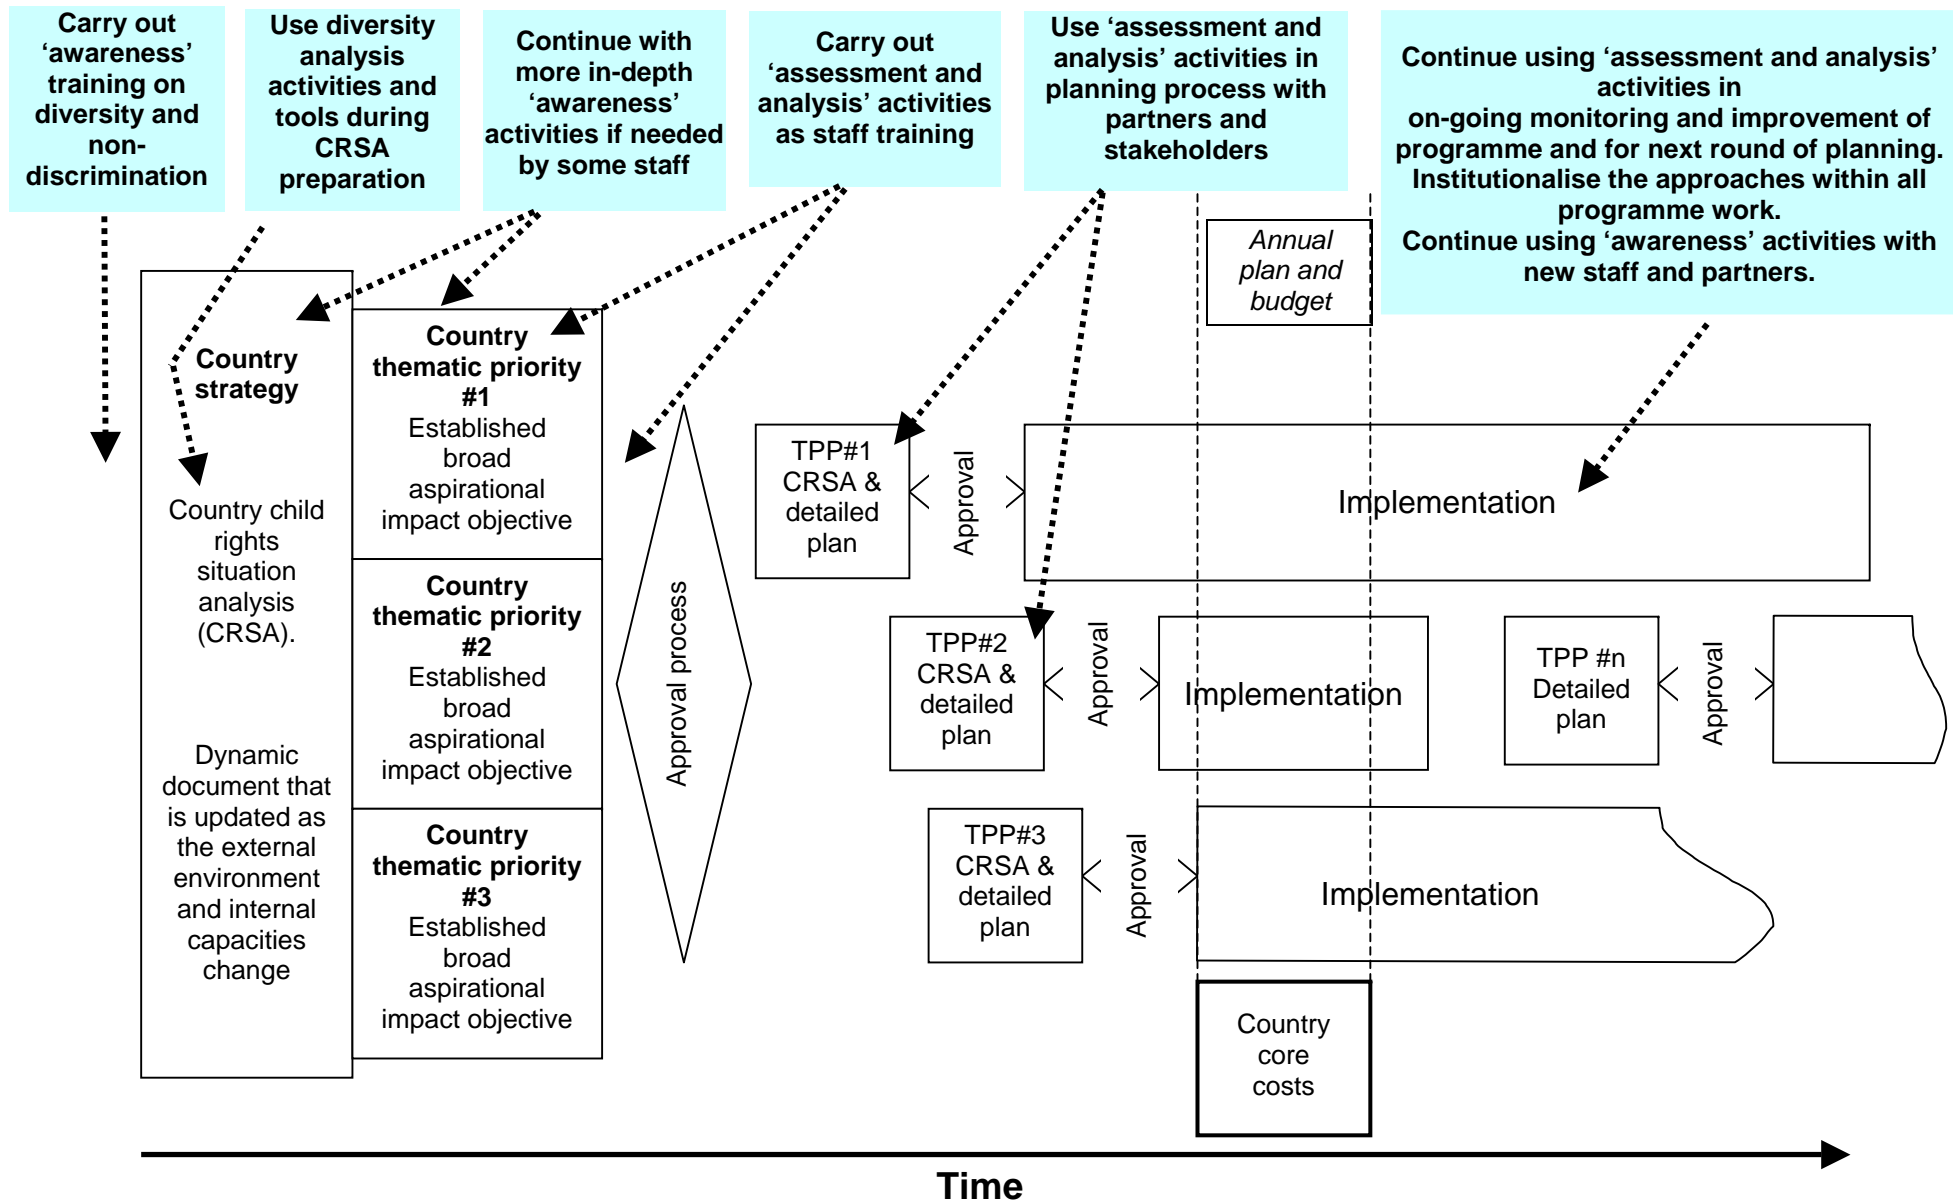 Carry out
‘awareness’
training on
diversity and
non-
discrimination
Use diversity
analysis
activities and
tools during
CRSA
preparation
Continue with
more in-depth
‘awareness’
activities if needed
by some staff
Carry out
‘assessment and
analysis’ activities
as staff training
Use ‘assessment and
analysis’ activities in
planning process with
partners and
stakeholders
Continue using ‘assessment and analysis’
activities in
on-going monitoring and improvement of
programme and for next round of planning.
Institutionalise the approaches within all
programme work.
Continue using ‘awareness’ activities with
new staff and partners.
Annual
plan and
budget
Country
strategy
Country child
rights
situation
analysis
(CRSA).
Dynamic
document that
is updated as
the external
environment
and internal
capacities
change
Country
thematic priority
#1
Established
broad
aspirational
impact objective
Country
thematic priority
#2
Established
broad
aspirational
impact objective
Country
thematic priority
#3
Established
broad
aspirational
impact objective
Approval process
TPP#1
CRSA &
detailed
plan
Approval
Implementation
TPP#2
CRSA &
detailed
plan
Approval
Implementation
TPP #n
Detailed
plan
Approval
TPP#3
CRSA &
detailed
plan
Approval
Implementation
Country
core
costs
Time